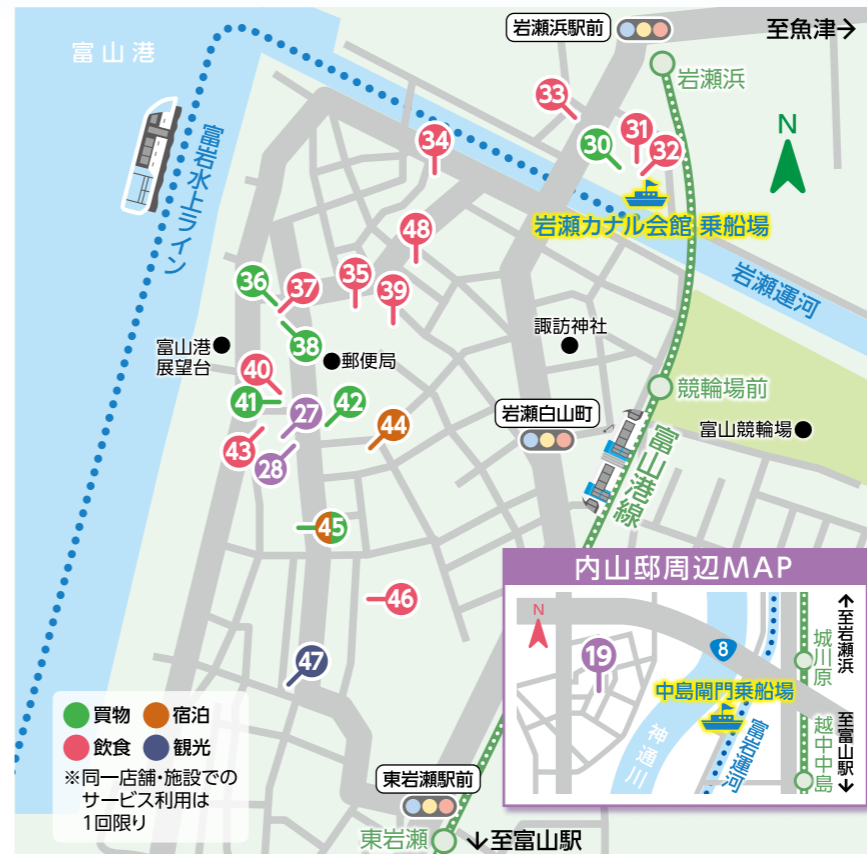 富山港
岩瀬浜駅前
至魚津→
岩瀬浜
33
31
30
32
34
N
富岩水上ライン
岩瀬カナル会館 乗船場
48
岩瀬運河
36
37
35
39
諏訪神社
富山港
展望台
38
郵便局
40
競輪場前
41
27
42
岩瀬白山町
44
富山競輪場
43
28
富山港線
45
内山邸周辺MAP
N
19
8
↑至岩瀬浜
城川原
中島閘門乗船場
神通川
富岩運河
越中中島
至富山駅↓
46
47
買物
宿泊
飲食
観光
※同一店舗・施設での
サービス利用は
1回限り
東岩瀬駅前
東岩瀬
↓至富山駅